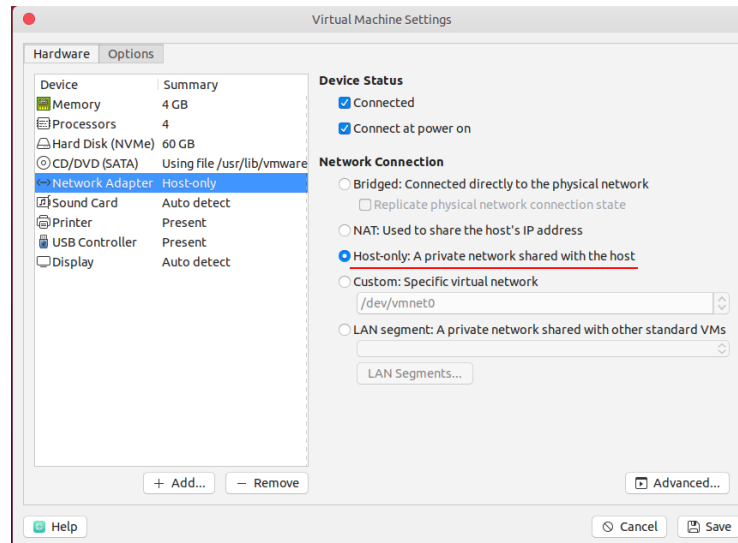 Virtual Machine Settings
Hardware Options
Device Summary
Memory 4 GB
Processors 4
Hard Disk (NVMe) 60 GB
CD/DVD (SATA) Using file /usr/lib/vmware
Network Adapter Host-only
Sound Card Auto detect
Printer Present
USB Controller Present
Display Auto detect
+ Add... − Remove
Device Status
Connected
Connect at power on
Network Connection
Bridged: Connected directly to the physical network
Replicate physical network connection state
NAT: Used to share the host's IP address
Host-only: A private network shared with the host
Custom: Specific virtual network
/dev/vmnet0
LAN segment: A private network shared with other standard VMs
LAN Segments...
Advanced...
Help
Cancel Save